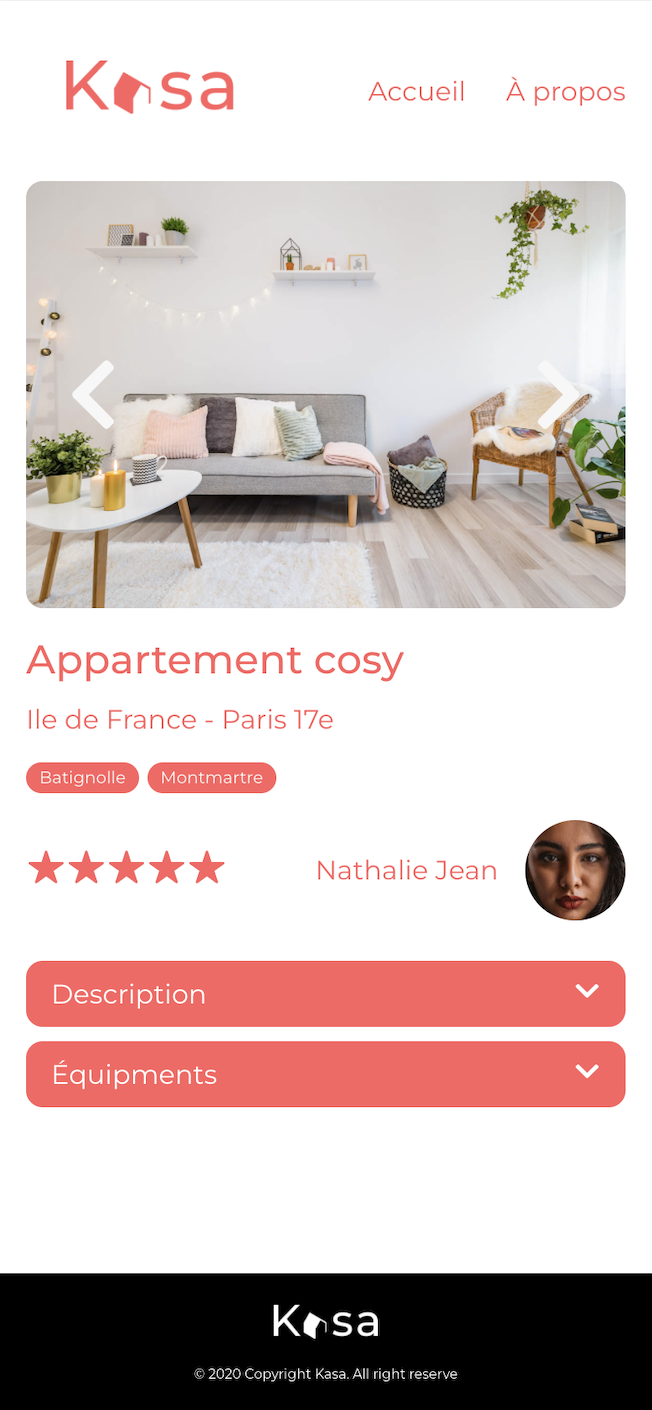 Kasa
Accueil À propos
Appartement cosy
Ile de France - Paris 17e
Batignolle Montmartre
Nathalie Jean
Description
Équipments
Kasa
© 2020 Copyright Kasa. All right reserve